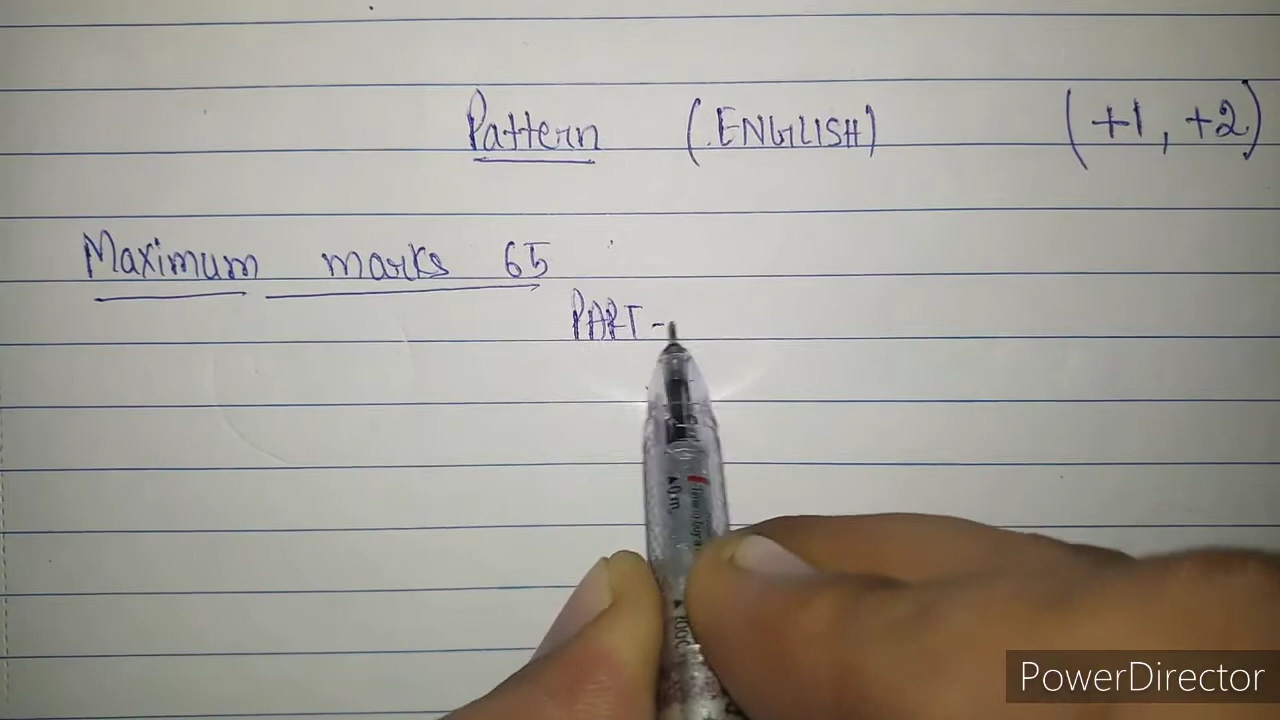 Pattern (ENGLISH) (+1, +2)
Maximum marks 65
PART -
PowerDirector